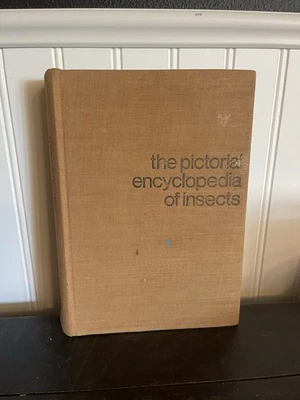 the pictorial
encyclopedia
of insects